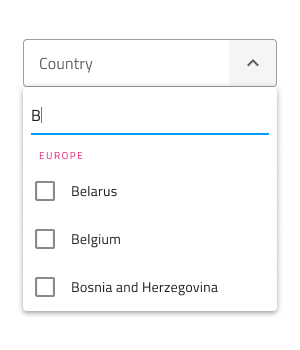 Country
B
EUROPE
Belarus
Belgium
Bosnia and Herzegovina